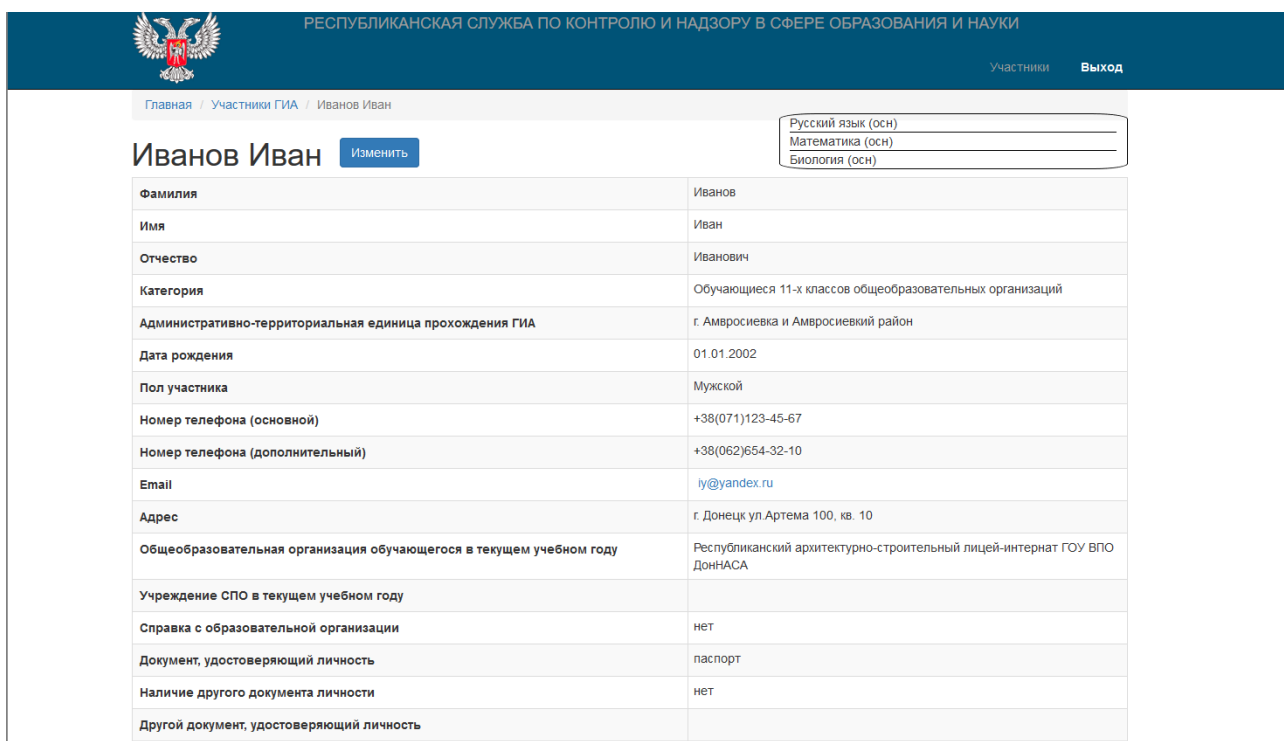 РЕСПУБЛИКАНСКАЯ СЛУЖБА ПО КОНТРОЛЮ И НАДЗОРУ В СФЕРЕ ОБРАЗОВАНИЯ И НАУКИ
Участники Выход
Главная / Участники ГИА / Иванов Иван
Русский язык (осн)
Математика (осн)
Биология (осн)
Иванов Иван Изменить
Фамилия Иванов
Имя Иван
Отчество Иванович
Категория Обучающиеся 11-х классов общеобразовательных организаций
Административно-территориальная единица прохождения ГИА г. Амвросиевка и Амвросиевкий район
Дата рождения 01.01.2002
Пол участника Мужской
Номер телефона (основной) +38(071)123-45-67
Номер телефона (дополнительный) +38(062)654-32-10
Email iy@yandex.ru
Адрес г. Донецк ул.Артема 100, кв. 10
Общеобразовательная организация обучающегося в текущем учебном году Республиканский архитектурно-строительный лицей-интернат ГОУ ВПО
ДонНАСА
Учреждение СПО в текущем учебном году
Справка с образовательной организации нет
Документ, удостоверяющий личность паспорт
Наличие другого документа личности нет
Другой документ, удостоверяющий личность